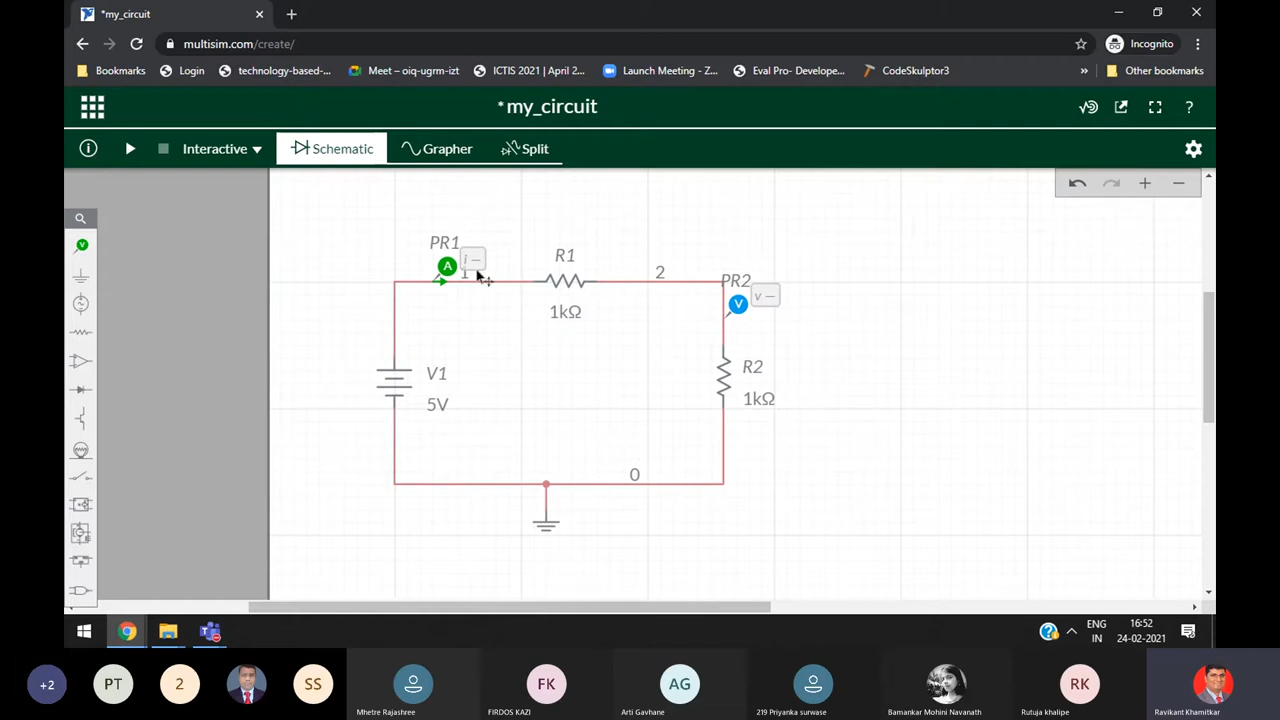 *my_circuit
multisim.com/create/
Incognito
Bookmarks
Login
technology-based-...
Meet – oiq-ugrm-izt
ICTIS 2021 | April 2...
Launch Meeting - Z...
Eval Pro- Develope...
CodeSkulptor3
»
Other bookmarks
*my_circuit
?
Interactive
Schematic
Grapher
Split
V
PR1
A
i —
1
R1
1kΩ
2
PR2
V
v —
V1
5V
R2
1kΩ
0
ENG
IN
16:52
24-02-2021
+2
PT
2
SS
Mhetre Rajashree
FK
FIRDOS KAZI
AG
Arti Gavhane
219 Priyanka surwase
Bamankar Mohini Navanath
RK
Rutuja khalipe
Ravikant Khamitkar